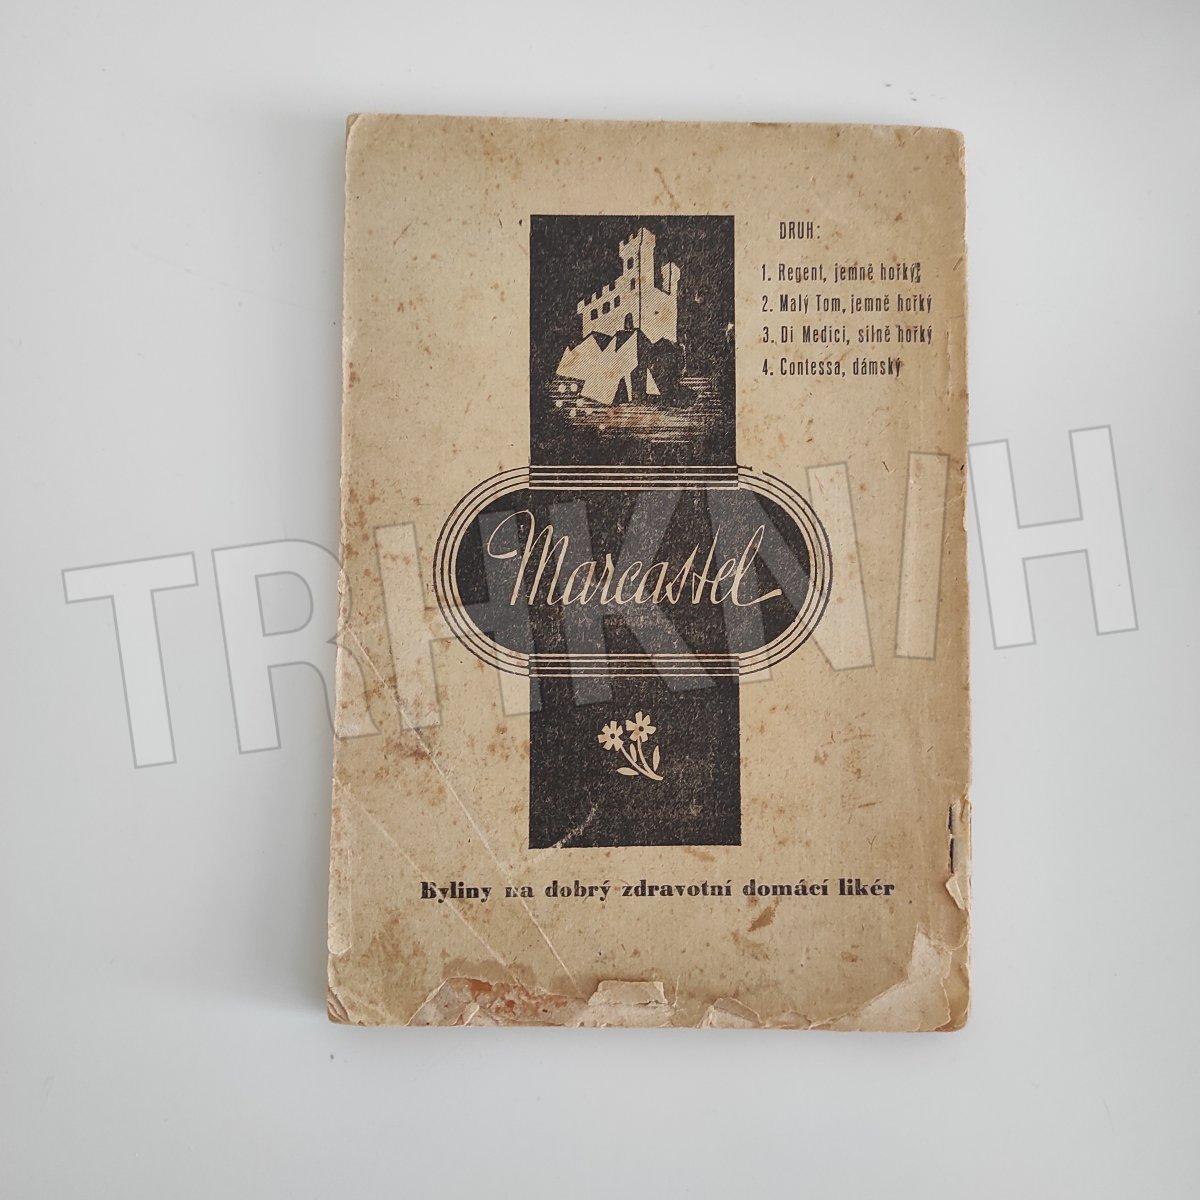 DRUH:
1. Regent, jemně hořký
2. Malý Tom, jemně hořký
3. Di Medici, silně hořký
4. Contessa, dámský
Marcastel
TRHKNIH
Byliny na dobrý zdravotní domácí likér